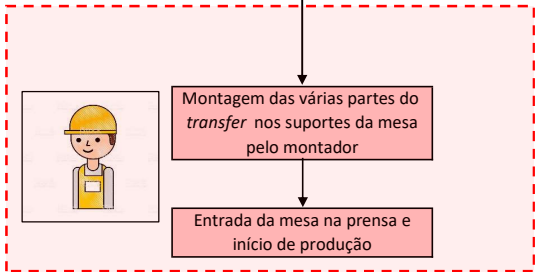 Montagem das várias partes do
transfer nos suportes da mesa
pelo montador
Entrada da mesa na prensa e
início de produção